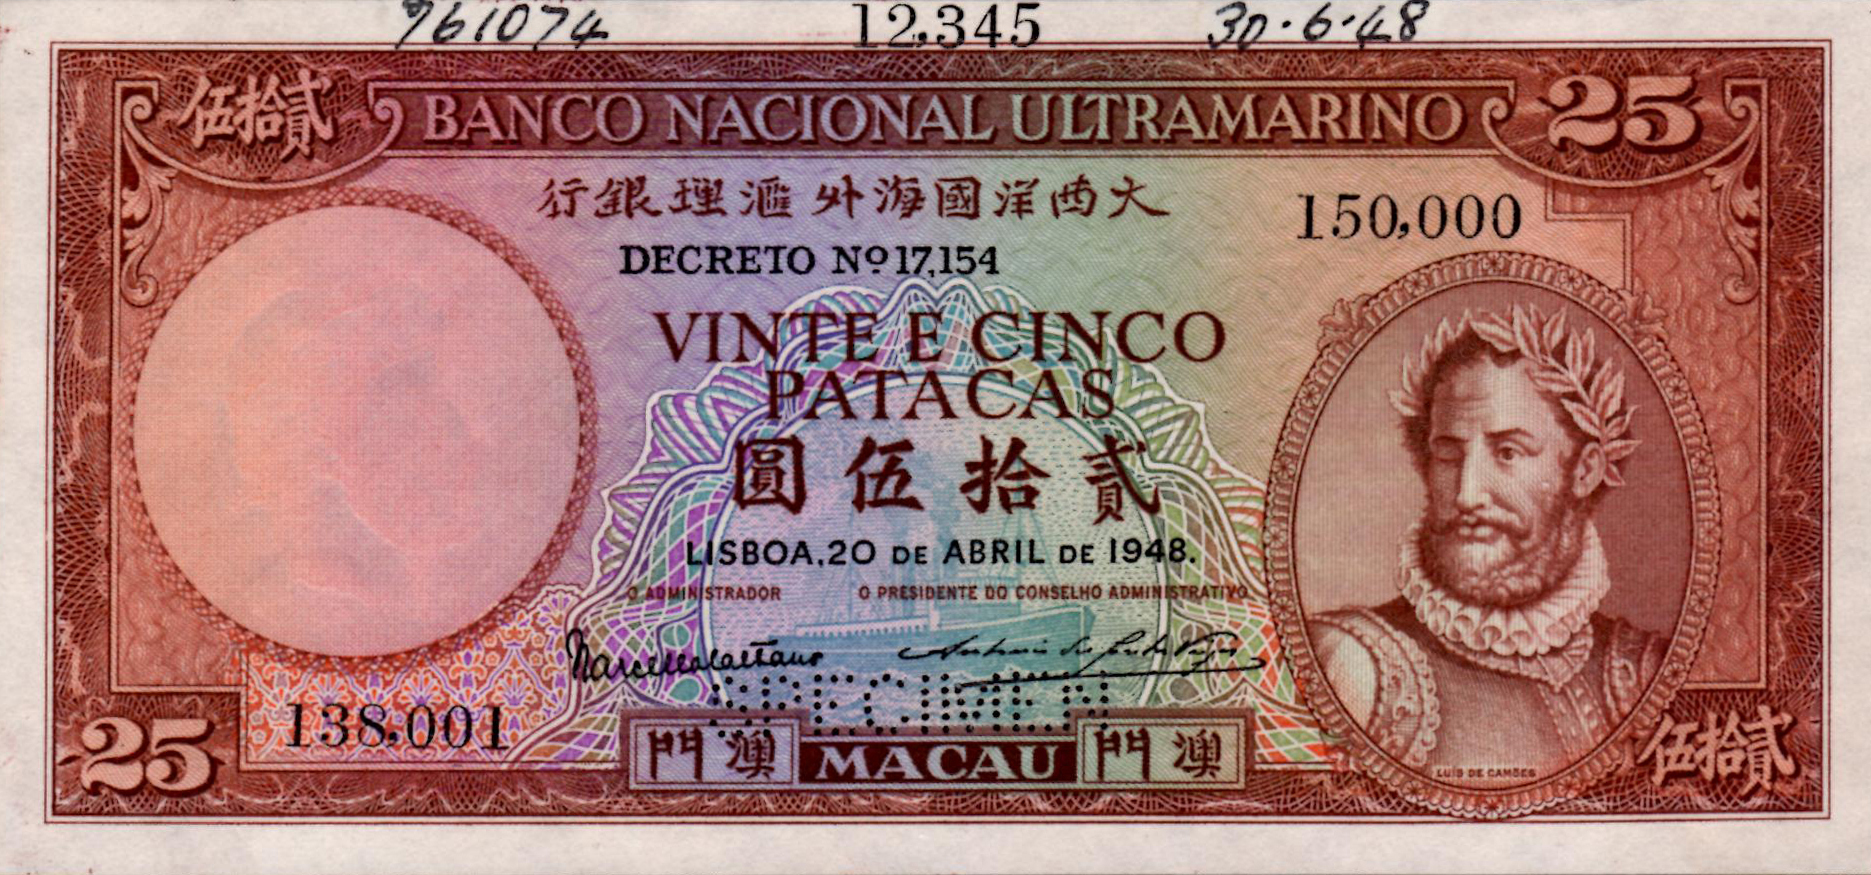 761074 12,345 30·6·48
伍拾貳 BANCO NACIONAL ULTRAMARINO 25
行銀理滙外海國洋西大
150,000
DECRETO Nº 17,154
VINTE E CINCO
PATACAS
圓伍拾貳
LISBOA, 20 DE ABRIL DE 1948.
O ADMINISTRADOR O PRESIDENTE DO CONSELHO ADMINISTRATIVO
SPECIMEN
138,001
25 門澳 MACAU 門澳 伍拾貳
LUIS DE CAMÕES